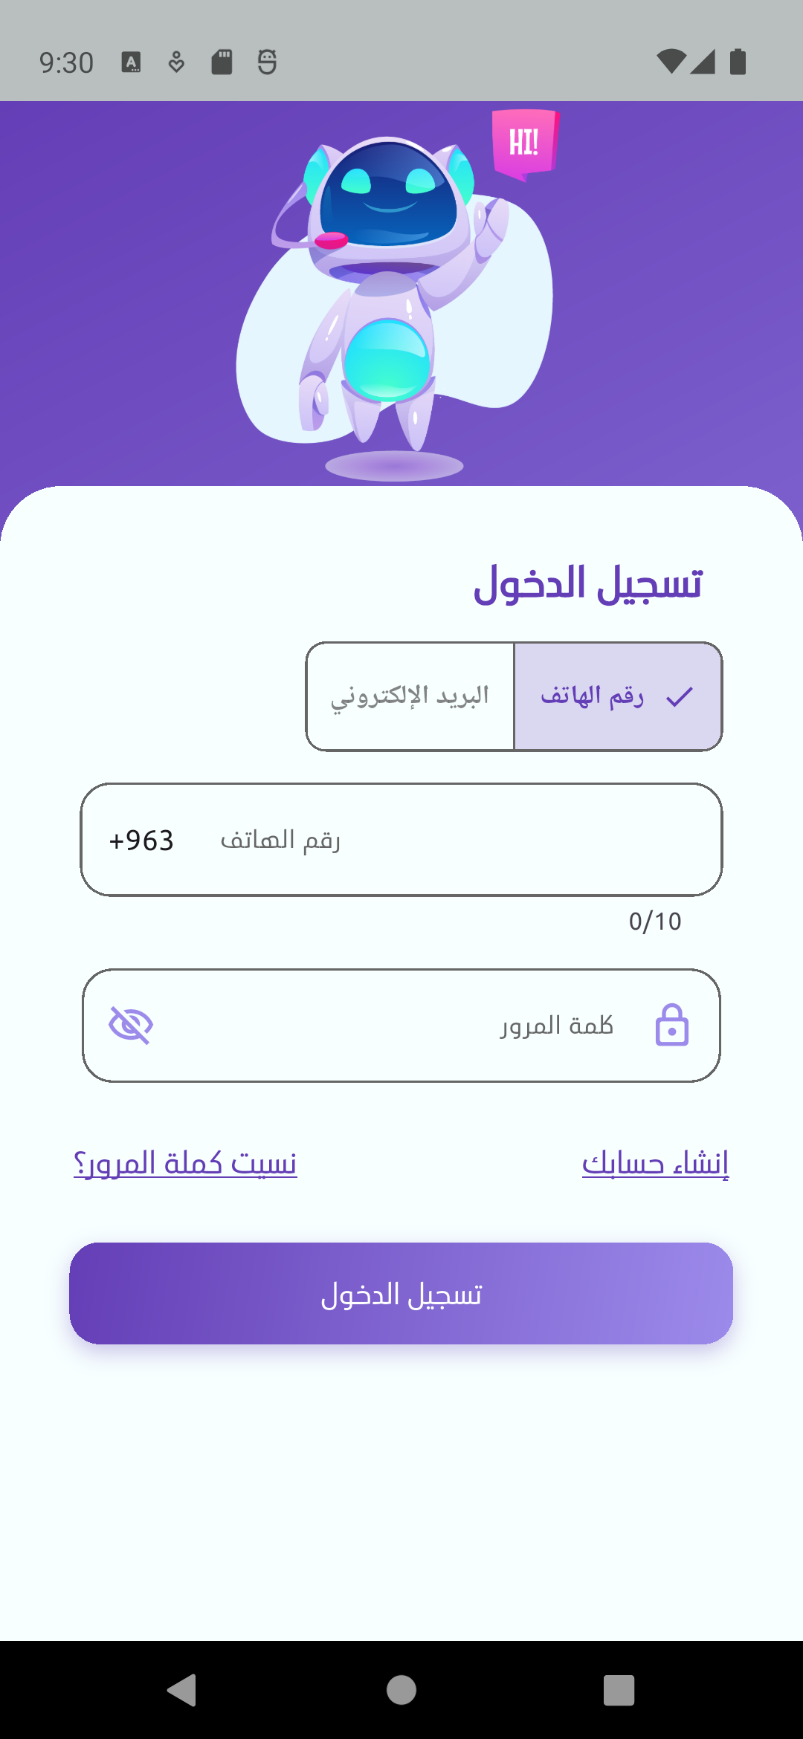 9:30
HI!
تسجيل الدخول
رقم الهاتف
البريد الإلكتروني
+963 رقم الهاتف
0/10
كلمة المرور
إنشاء حسابك
نسيت كملة المرور؟
تسجيل الدخول